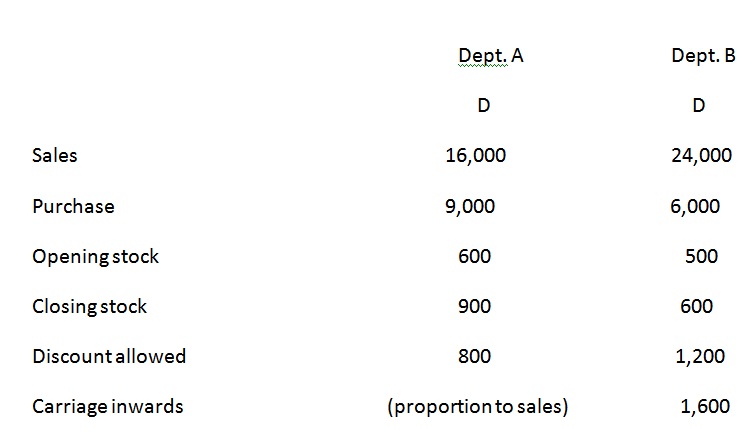 Dept. A Dept. B
D D
Sales 16,000 24,000
Purchase 9,000 6,000
Opening stock 600 500
Closing stock 900 600
Discount allowed 800 1,200
Carriage inwards (proportion to sales) 1,600